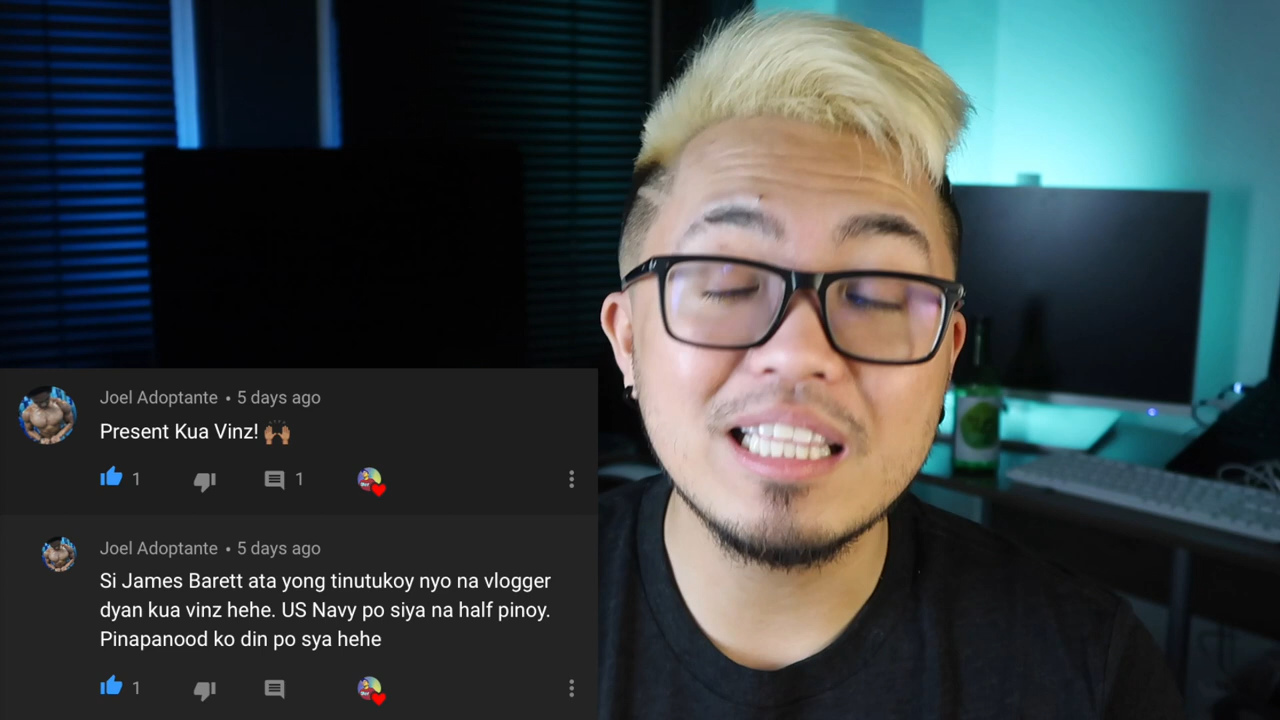 Joel Adoptante • 5 days ago
Present Kua Vinz! 🙌🏽
1
1
Joel Adoptante • 5 days ago
Si James Barett ata yong tinutukoy nyo na vlogger
dyan kua vinz hehe. US Navy po siya na half pinoy.
Pinapanood ko din po sya hehe
1